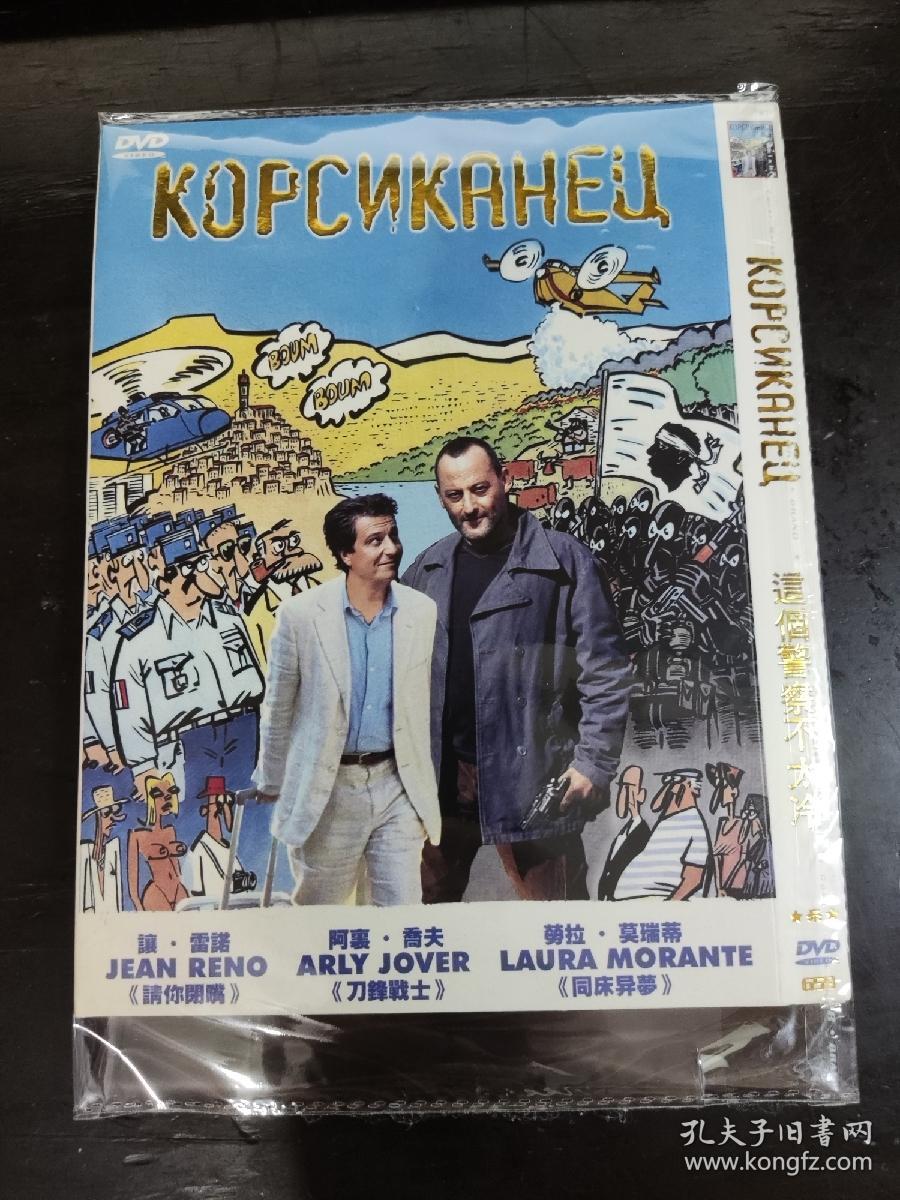 DVD
VIDEO
КОРСИКАНЕЦ
BOUM
BOUM
讓·雷諾
JEAN RENO
《請你閉嘴》
阿裏·喬夫
ARLY JOVER
《刀鋒戰士》
勞拉·莫瑞蒂
LAURA MORANTE
《同床异夢》
КОРСИКАНЕЦ
這個警察不太冷
DVD
孔夫子旧書网
www.kongfz.com